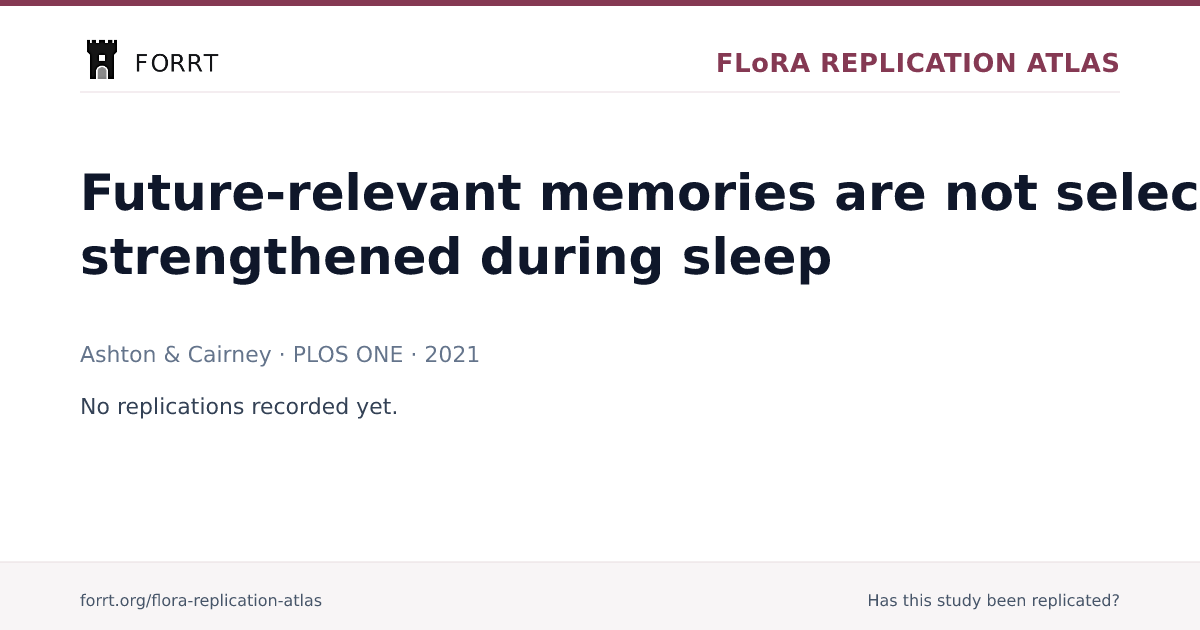 FORRT
FLoRA REPLICATION ATLAS
Future-relevant memories are not selec
strengthened during sleep
Ashton & Cairney · PLOS ONE · 2021
No replications recorded yet.
forrt.org/flora-replication-atlas
Has this study been replicated?